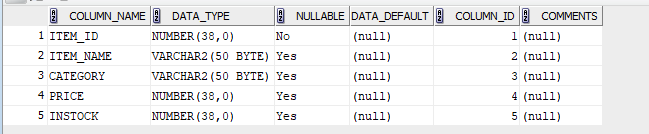 COLUMN_NAME DATA_TYPE NULLABLE DATA_DEFAULT COLUMN_ID COMMENTS
1 ITEM_ID NUMBER(38,0) No (null) 1 (null)
2 ITEM_NAME VARCHAR2(50 BYTE) Yes (null) 2 (null)
3 CATEGORY VARCHAR2(50 BYTE) Yes (null) 3 (null)
4 PRICE NUMBER(38,0) Yes (null) 4 (null)
5 INSTOCK NUMBER(38,0) Yes (null) 5 (null)